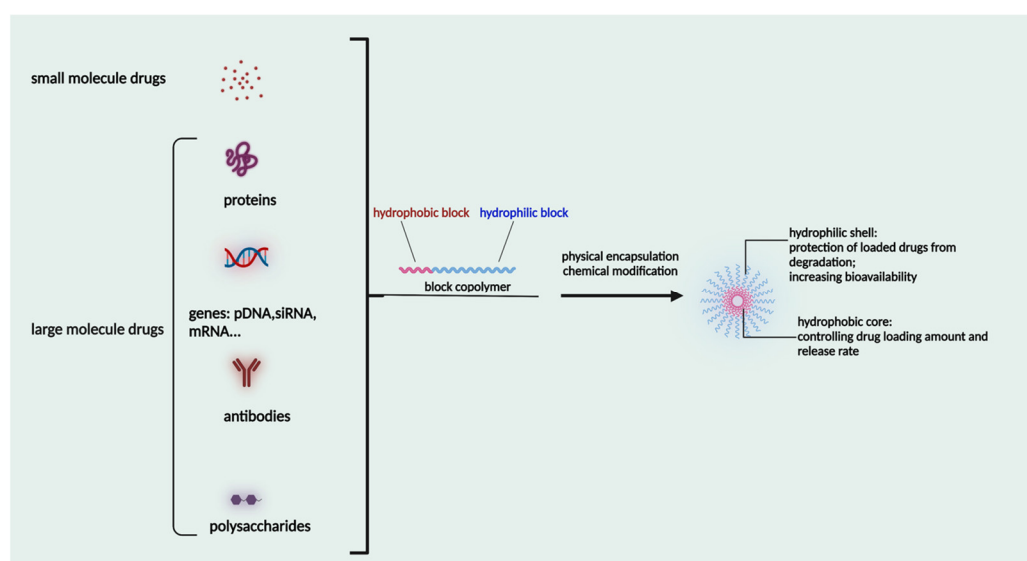 small molecule drugs
proteins
genes: pDNA,siRNA,
mRNA...
large molecule drugs
antibodies
polysaccharides
hydrophobic block
hydrophilic block
block copolymer
physical encapsulation
chemical modification
hydrophilic shell:
protection of loaded drugs from
degradation;
increasing bioavailability
hydrophobic core:
controlling drug loading amount and
release rate